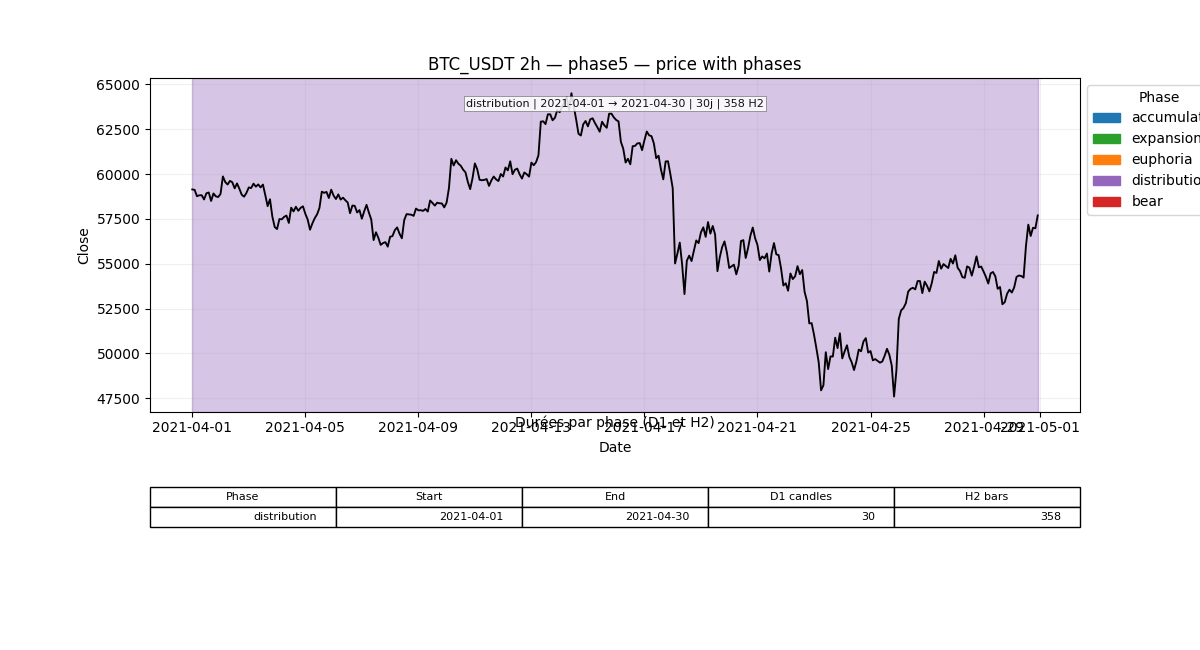 BTC_USDT 2h — phase5 — price with phases
65000
62500
60000
57500
55000
52500
50000
47500
Close
distribution | 2021-04-01 → 2021-04-30 | 30j | 358 H2
Phase
accumulat
expansion
euphoria
distributio
bear
2021-04-01 2021-04-05 2021-04-09 2021-04-13 2021-04-17 2021-04-21 2021-04-25 2021-04-29 2021-05-01
Durées par phase (D1 et H2)
Date
Phase Start End D1 candles H2 bars
distribution 2021-04-01 2021-04-30 30 358